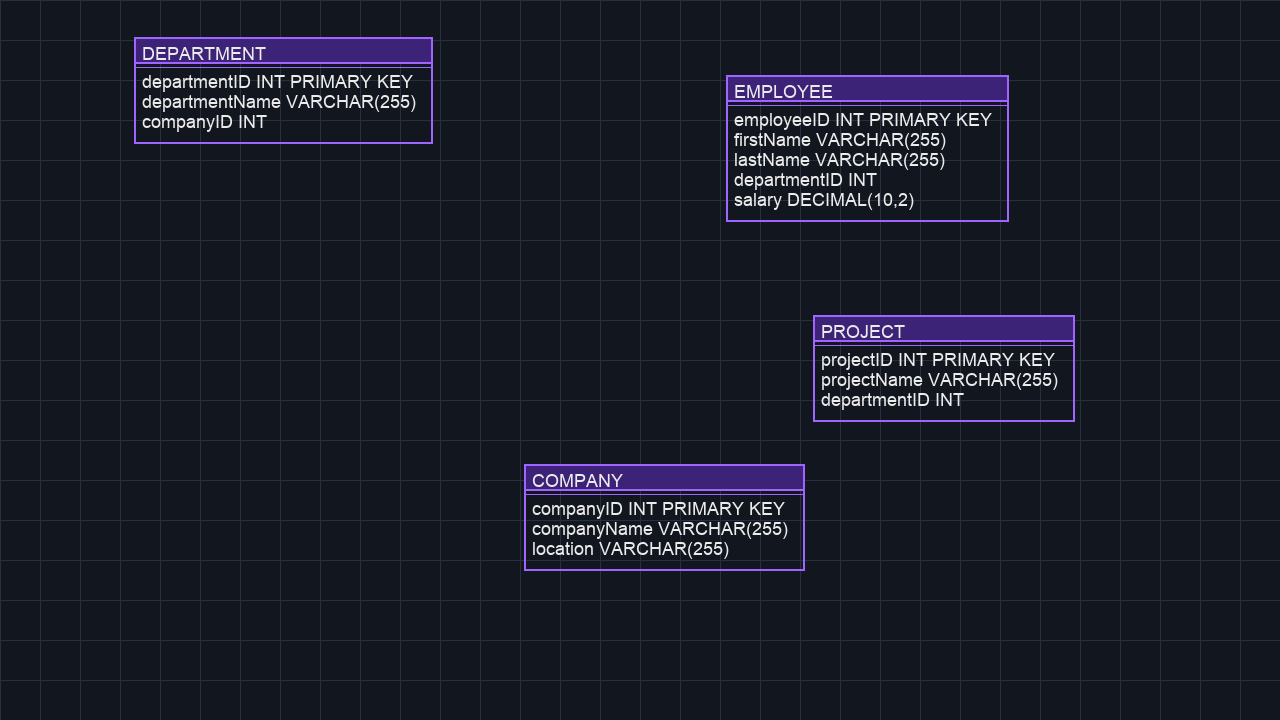 DEPARTMENT
departmentID INT PRIMARY KEY
departmentName VARCHAR(255)
companyID INT
EMPLOYEE
employeeID INT PRIMARY KEY
firstName VARCHAR(255)
lastName VARCHAR(255)
departmentID INT
salary DECIMAL(10,2)
PROJECT
projectID INT PRIMARY KEY
projectName VARCHAR(255)
departmentID INT
COMPANY
companyID INT PRIMARY KEY
companyName VARCHAR(255)
location VARCHAR(255)